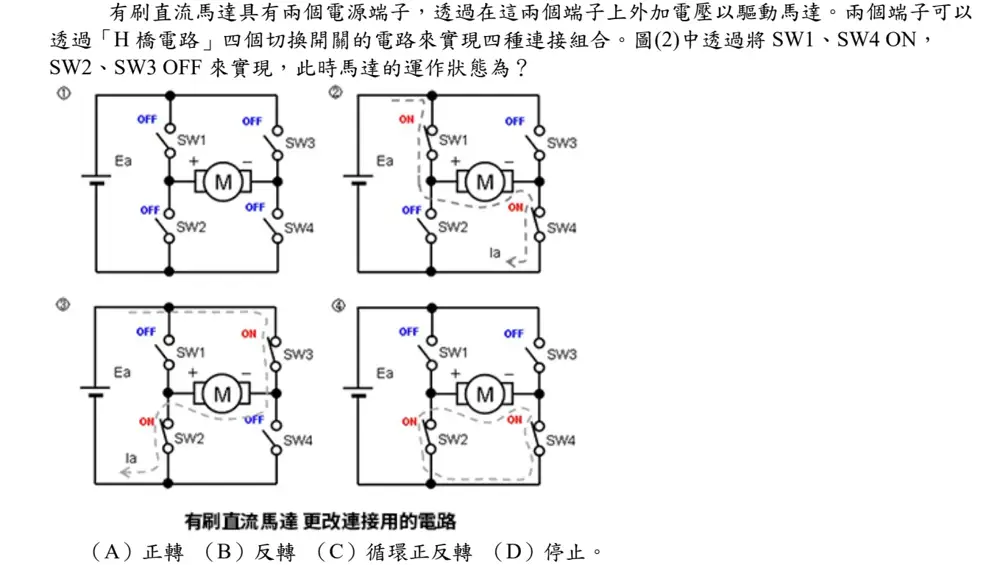 有刷直流馬達具有兩個電源端子，透過在這兩個端子上外加電壓以驅動馬達。兩個端子可以
透過「H 橋電路」四個切換開關的電路來實現四種連接組合。圖(2)中透過將 SW1、SW4 ON，
SW2、SW3 OFF 來實現，此時馬達的運作狀態為？
①
OFF
OFF
SW1
SW3
Ea
+
−
M
OFF
OFF
SW2
SW4
②
ON
OFF
SW1
SW3
Ea
+
−
M
OFF
ON
SW2
SW4
Ia
③
OFF
ON
SW1
SW3
Ea
+
−
M
ON
OFF
SW2
SW4
Ia
④
OFF
OFF
SW1
SW3
Ea
+
−
M
ON
ON
SW2
SW4
有刷直流馬達 更改連接用的電路
（A）正轉 （B）反轉 （C）循環正反轉 （D）停止。